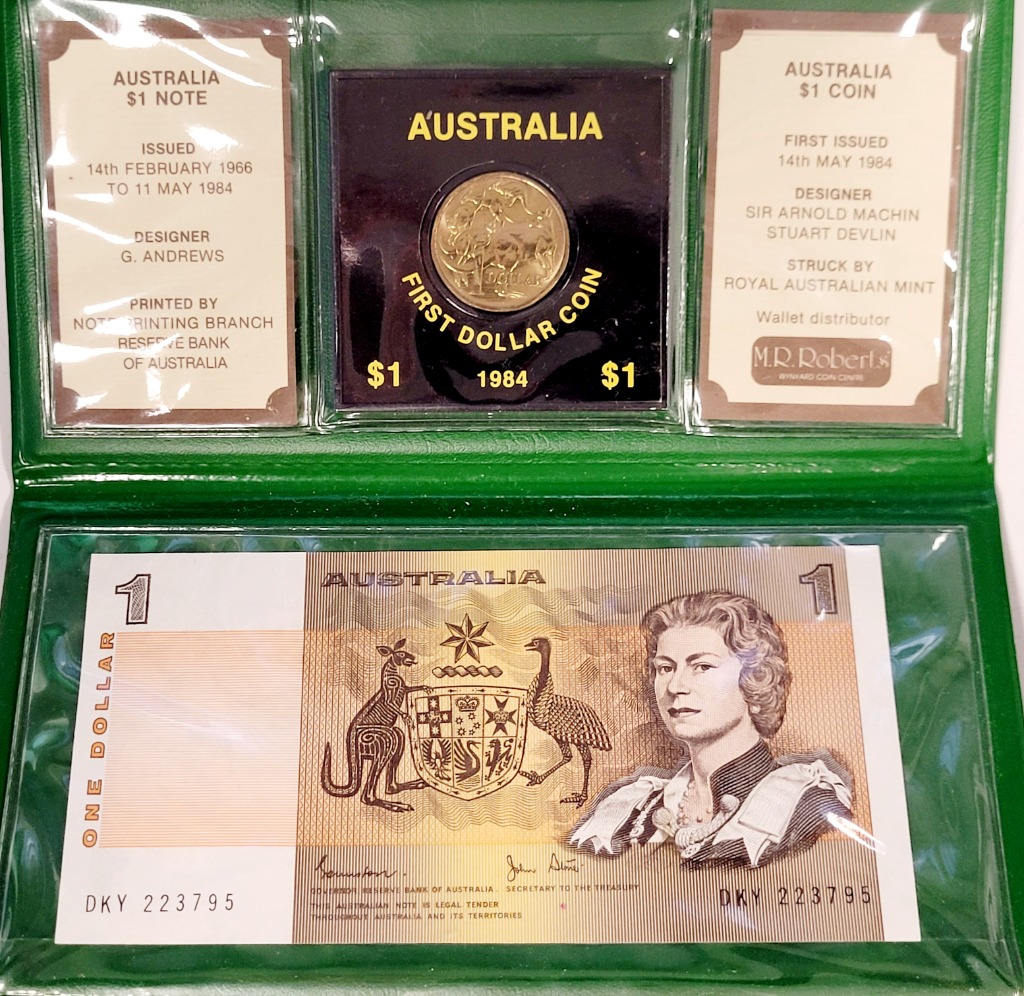 AUSTRALIA
$1 NOTE
ISSUED
14th FEBRUARY 1966
TO 11 MAY 1984
DESIGNER
G. ANDREWS
PRINTED BY
NOTE PRINTING BRANCH
RESERVE BANK
OF AUSTRALIA
AUSTRALIA
DOLLAR
FIRST DOLLAR COIN
$1 1984 $1
AUSTRALIA
$1 COIN
FIRST ISSUED
14th MAY 1984
DESIGNER
SIR ARNOLD MACHIN
STUART DEVLIN
STRUCK BY
ROYAL AUSTRALIAN MINT
Wallet distributor
M.R. Roberts
WYNYARD COIN CENTRE
1 AUSTRALIA 1
ONE DOLLAR
GOVERNOR RESERVE BANK OF AUSTRALIA. SECRETARY TO THE TREASURY
THIS AUSTRALIAN NOTE IS LEGAL TENDER
THROUGHOUT AUSTRALIA AND ITS TERRITORIES
DKY 223795 DKY 223795